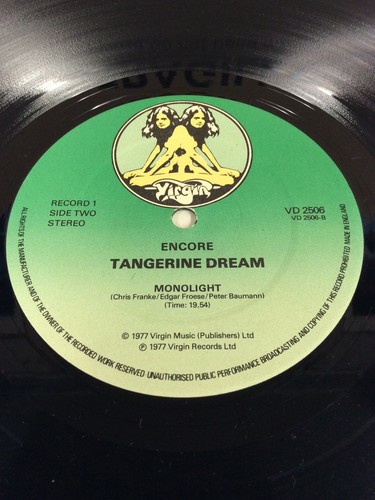 Virgin
RECORD 1
SIDE TWO
STEREO
VD 2506
VD 2506-B
ENCORE
TANGERINE DREAM
MONOLIGHT
(Chris Franke/Edgar Froese/Peter Baumann)
(Time: 19.54)
© 1977 Virgin Music (Publishers) Ltd
℗ 1977 Virgin Records Ltd
ALL RIGHTS OF THE MANUFACTURER AND OF THE OWNER OF THE RECORDED WORK RESERVED UNAUTHORISED PUBLIC PERFORMANCE BROADCASTING AND COPYING OF THIS RECORD PROHIBITED MADE IN ENGLAND